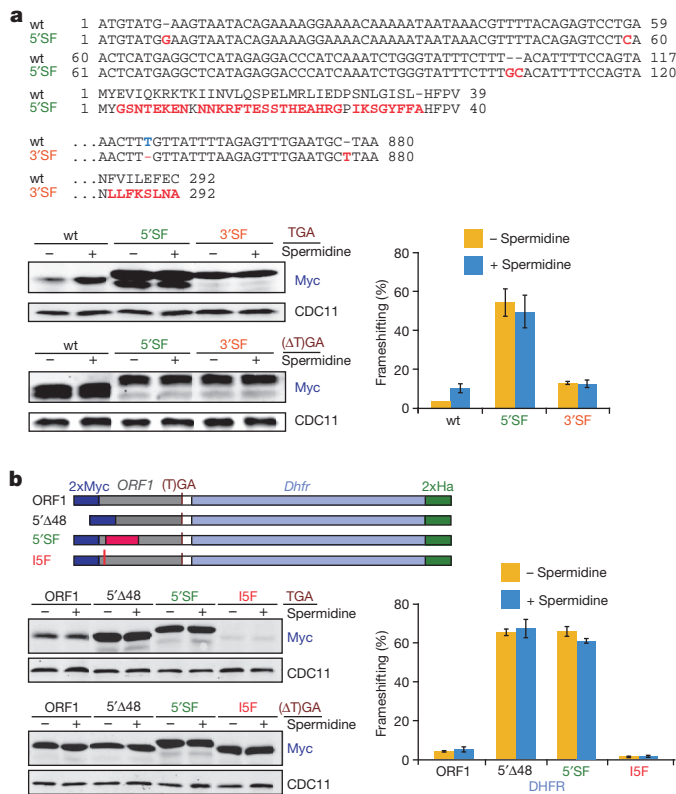 a
wt 1 ATGTATG-AAGTAATACAGAAAAGGAAAACAAAAATAATAAACGTTTTACAGAGTCCTGA 59
5′SF 1 ATGTATGGAAGTAATACAGAAAAGGAAAACAAAAATAATAAACGTTTTACAGAGTCCTCA 60
wt 60 ACTCATGAGGCTCATAGAGGACCCATCAAATCTGGGTATTTCTTT--ACATTTTCCAGTA 117
5′SF 61 ACTCATGAGGCTCATAGAGGACCCATCAAATCTGGGTATTTCTTTGCACATTTTCCAGTA 120
wt 1 MYEVIQKRKTKIINVLQSPELMRLIEDPSNLGISL-HFPV 39
5′SF 1 MYGSNTEKENKNNKRFTESSTHEAHRGPIKSGYFFAHFPV 40
wt ...AACTTTGTTATTTTAGAGTTTGAATGC-TAA 880
3′SF ...AACTT-GTTATTTAAGAGTTTGAATGCTTAA 880
wt ...NFVILEFEC 292
3′SF ...NLLFKSLNA 292
wt 5′SF 3′SF TGA
– + – + – + Spermidine
Myc
CDC11
wt 5′SF 3′SF (ΔT)GA
– + – + – + Spermidine
Myc
CDC11
– Spermidine
+ Spermidine
Frameshifting (%)
80
60
40
20
0
wt 5′SF 3′SF
b
2xMyc ORF1 (T)GA Dhfr 2xHa
ORF1
5′Δ48
5′SF
I5F
ORF1 5′Δ48 5′SF I5F TGA
– + – + – + – + Spermidine
Myc
CDC11
ORF1 5′Δ48 5′SF I5F (ΔT)GA
– + – + – + – + Spermidine
Myc
CDC11
– Spermidine
+ Spermidine
Frameshifting (%)
80
60
40
20
0
ORF1 5′Δ48 5′SF I5F
DHFR